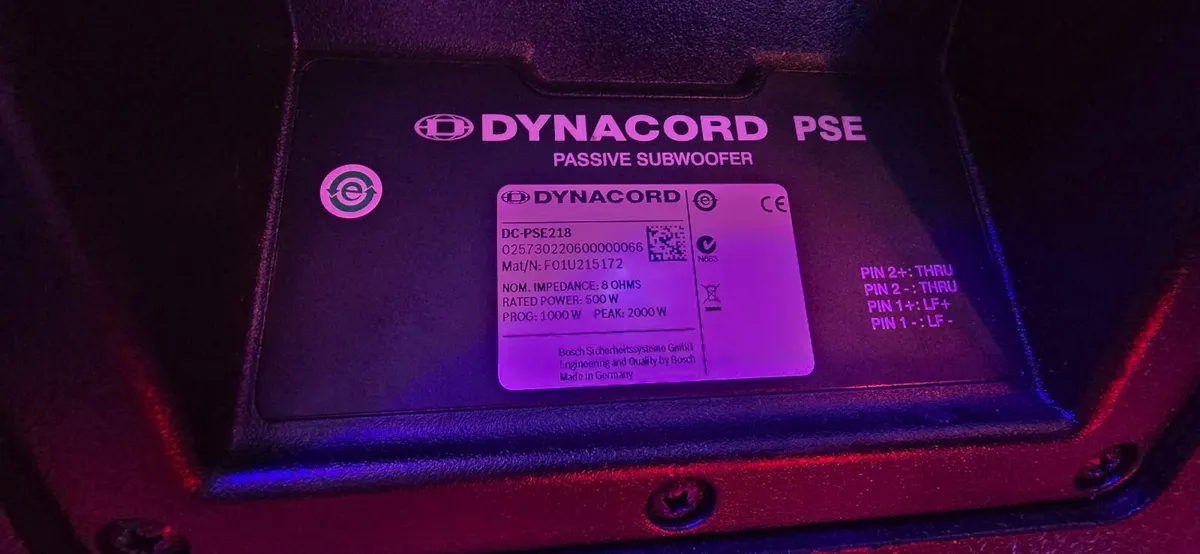 DYNACORD PSE
PASSIVE SUBWOOFER
e
DYNACORD
e
CE
DC-PSE218
025730220600000066
Mat/N: F01U215172
N663
NOM. IMPEDANCE: 8 OHMS
RATED POWER: 500 W
PROG: 1000 W PEAK: 2000 W
Bosch Sicherheitssysteme GmbH
Engineering and Quality by Bosch
Made in Germany
PIN 2+: THRU
PIN 2 -: THRU
PIN 1+: LF+
PIN 1 -: LF -